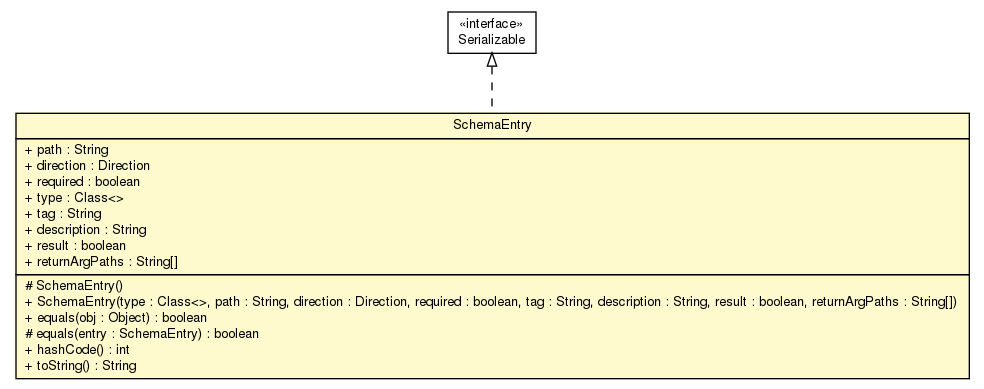 «interface»
Serializable
SchemaEntry
+ path : String
+ direction : Direction
+ required : boolean
+ type : Class<>
+ tag : String
+ description : String
+ result : boolean
+ returnArgPaths : String[]
# SchemaEntry()
+ SchemaEntry(type : Class<>, path : String, direction : Direction, required : boolean, tag : String, description : String, result : boolean, returnArgPaths : String[])
+ equals(obj : Object) : boolean
# equals(entry : SchemaEntry) : boolean
+ hashCode() : int
+ toString() : String